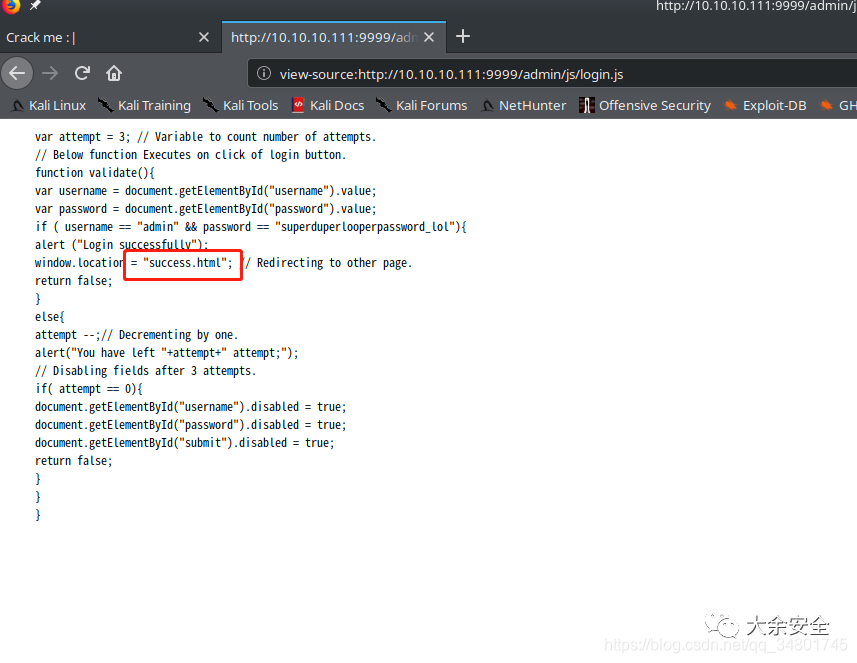 http://10.10.10.111:9999/admin/j
Crack me :|
http://10.10.10.111:9999/adn
view-source:http://10.10.10.111:9999/admin/js/login.js
Kali Linux Kali Training Kali Tools Kali Docs Kali Forums NetHunter Offensive Security Exploit-DB GH
var attempt = 3; // Variable to count number of attempts.
// Below function Executes on click of login button.
function validate(){
var username = document.getElementById("username").value;
var password = document.getElementById("password").value;
if ( username == "admin" && password == "superduperlooperpassword_lol"){
alert ("Login successfully");
window.location = "success.html"; // Redirecting to other page.
return false;
}
else{
attempt --;// Decrementing by one.
alert("You have left "+attempt+" attempt;");
// Disabling fields after 3 attempts.
if( attempt == 0){
document.getElementById("username").disabled = true;
document.getElementById("password").disabled = true;
document.getElementById("submit").disabled = true;
return false;
}
}
}
大余安全
https://blog.csdn.net/qq_34801745